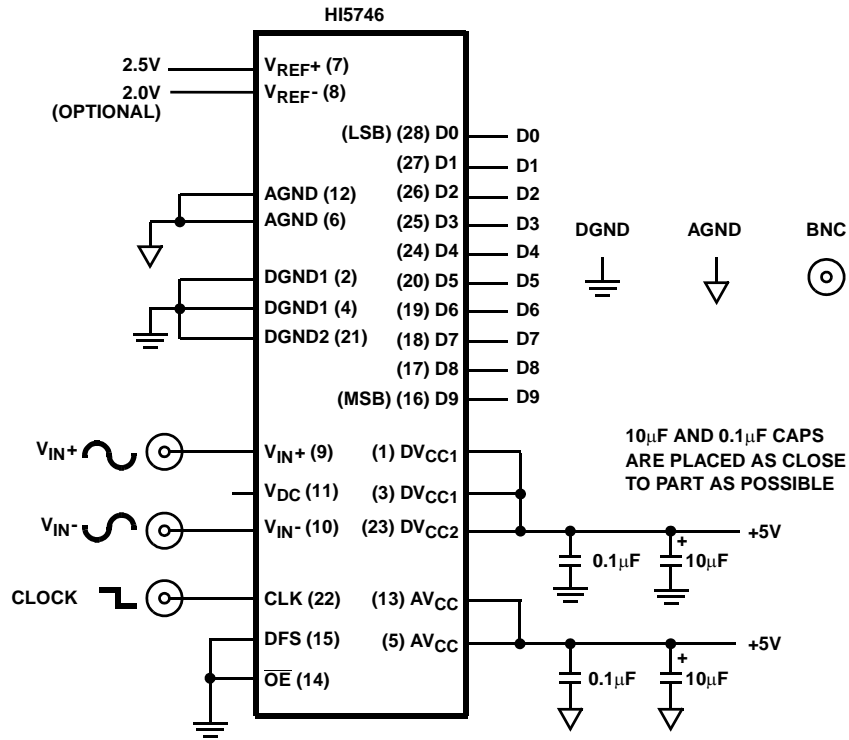 HI5746
2.5V
2.0V
(OPTIONAL)
VREF+ (7)
VREF- (8)
(LSB) (28) D0
D0
(27) D1
D1
AGND (12)
(26) D2
D2
AGND (6)
(25) D3
D3
(24) D4
D4
DGND1 (2)
(20) D5
D5
DGND1 (4)
(19) D6
D6
DGND2 (21)
(18) D7
D7
(17) D8
D8
(MSB) (16) D9
D9
DGND
AGND
BNC
10μF AND 0.1μF CAPS
ARE PLACED AS CLOSE
TO PART AS POSSIBLE
VIN+
VIN+ (9)
(1) DVCC1
VDC (11)
(3) DVCC1
VIN-
VIN- (10)
(23) DVCC2
+5V
0.1μF
+
10μF
CLOCK
CLK (22)
(13) AVCC
DFS (15)
(5) AVCC
+5V
OE (14)
0.1μF
+
10μF